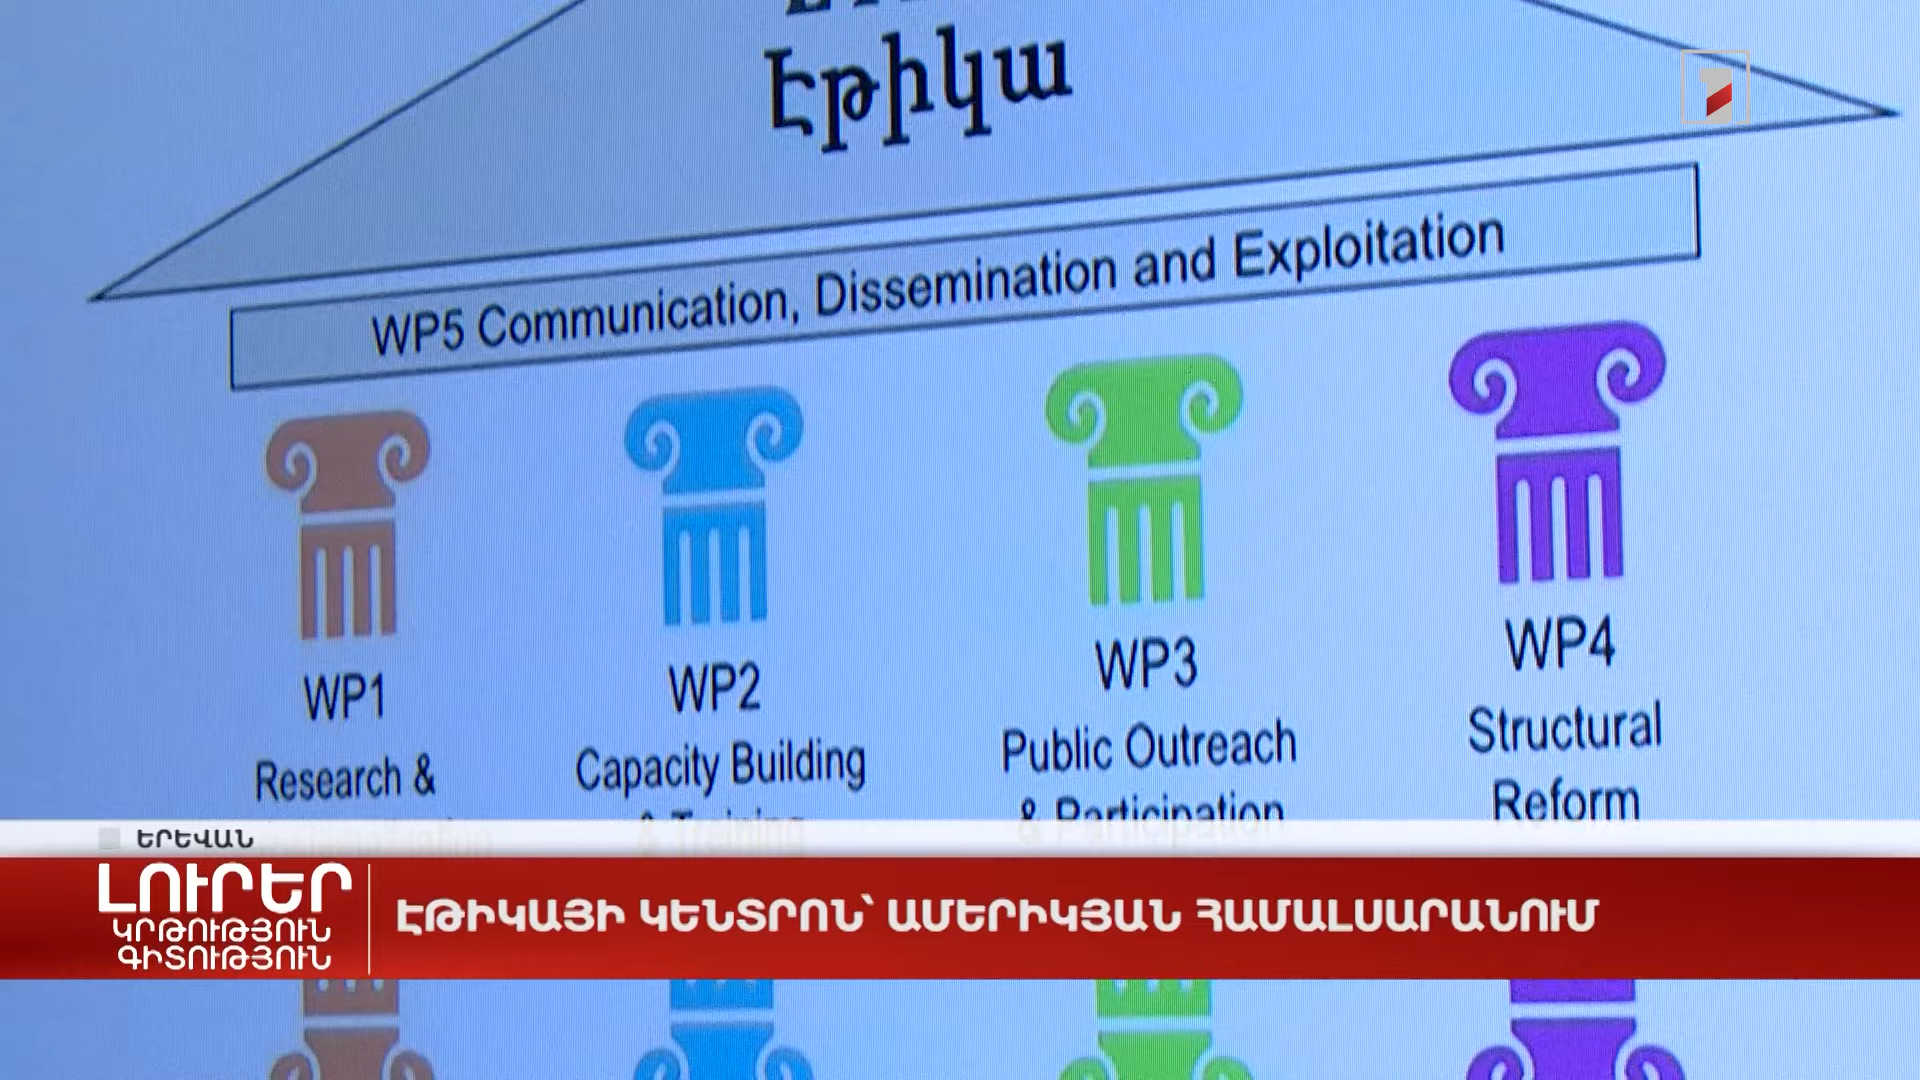 Էթիկա
WP5 Communication, Dissemination and Exploitation
WP1
Research &
WP2
Capacity Building
& Training
WP3
Public Outreach
& Participation
WP4
Structural
Reform
ԵՐԵՎԱՆ
ԼՈՒՐԵՐ
ԿՐԹՈՒԹՅՈՒՆ
ԳԻՏՈՒԹՅՈՒՆ
ԷԹԻԿԱՅԻ ԿԵՆՏՐՈՆ՝ ԱՄԵՐԻԿՅԱՆ ՀԱՄԱԼՍԱՐԱՆՈՒՄ